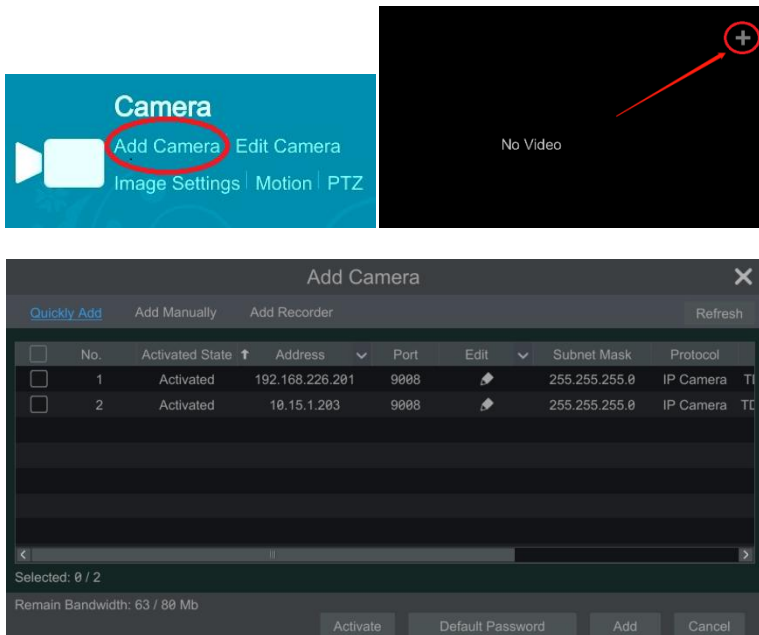 Camera
Add Camera Edit Camera
Image Settings Motion PTZ
No Video
Add Camera
Quickly Add Add Manually Add Recorder Refresh
No. Activated State Address Port Edit Subnet Mask Protocol
1 Activated 192.168.226.201 9008 255.255.255.0 IP Camera
2 Activated 10.15.1.203 9008 255.255.255.0 IP Camera TD
Selected: 0 / 2
Remain Bandwidth: 63 / 80 Mb
Activate Default Password Add Cancel